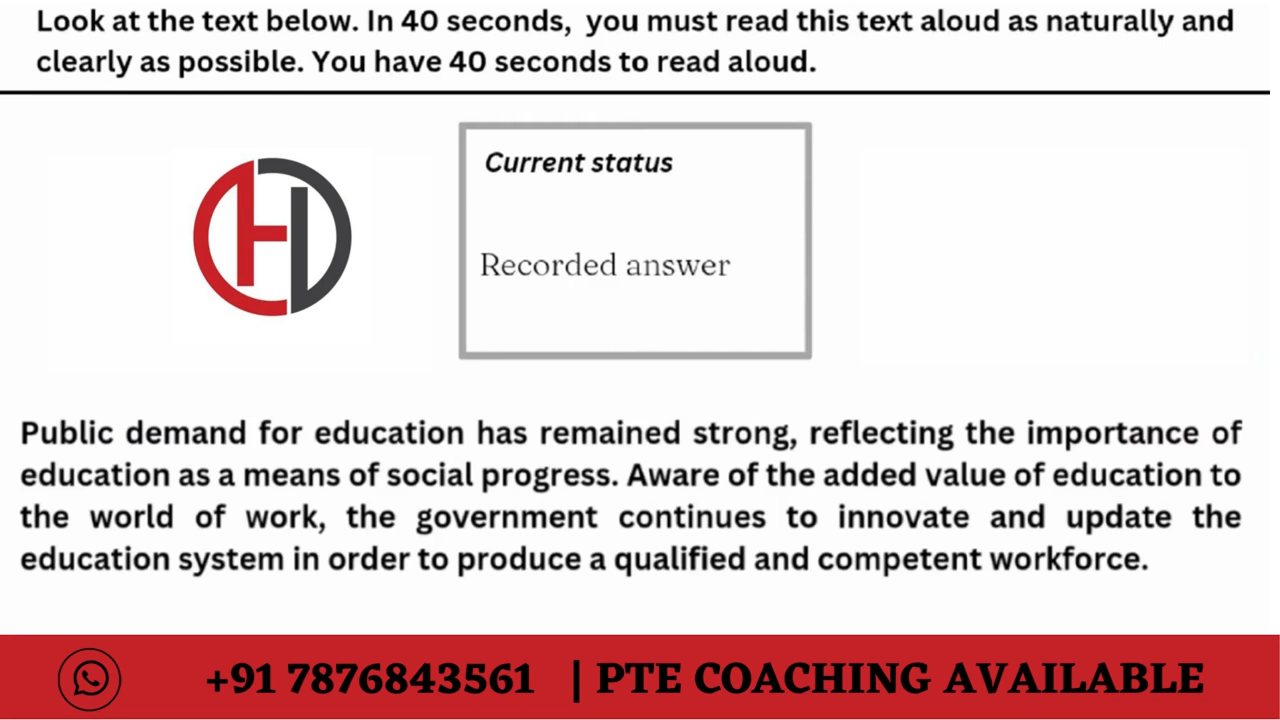 Look at the text below. In 40 seconds, you must read this text aloud as naturally and
clearly as possible. You have 40 seconds to read aloud.
Current status
Recorded answer
Public demand for education has remained strong, reflecting the importance of
education as a means of social progress. Aware of the added value of education to
the world of work, the government continues to innovate and update the
education system in order to produce a qualified and competent workforce.
+91 7876843561 | PTE COACHING AVAILABLE